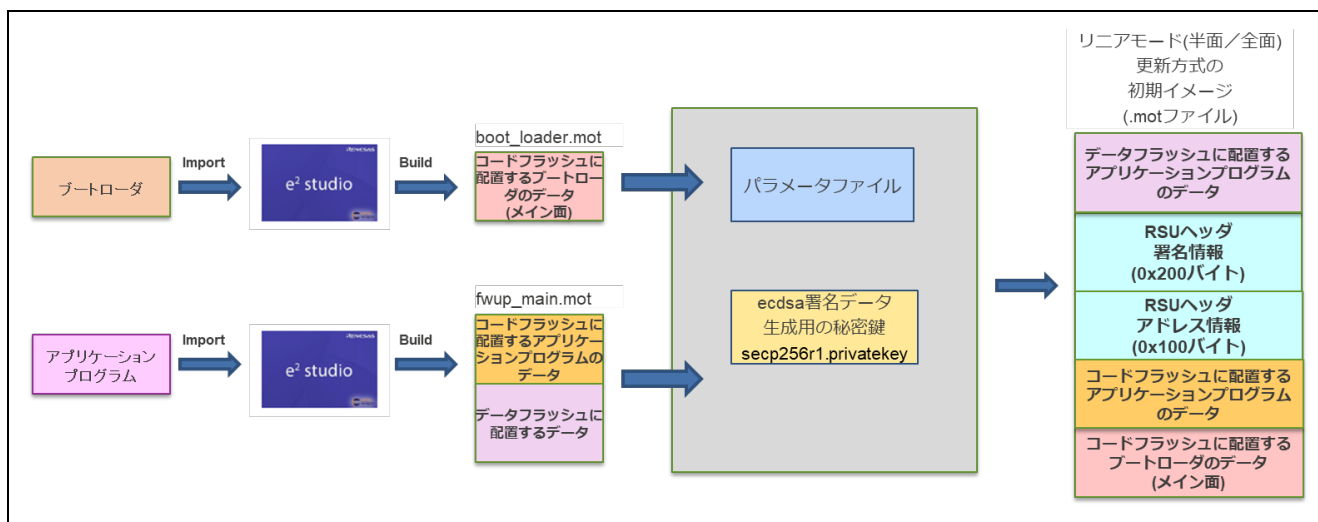 ブートローダ
Import
RENESAS
e² studio
Build
boot_loader.mot
コードフラッシュに
配置するブートロー
ダのデータ
(メイン面)
アプリケーション
プログラム
Import
RENESAS
e² studio
Build
fwup_main.mot
コードフラッシュに
配置するアプリケー
ションプログラムの
データ
データフラッシュに
配置するデータ
パラメータファイル
ecdsa署名データ
生成用の秘密鍵
secp256r1.privatekey
リニアモード(半面／全面)
更新方式の
初期イメージ
(.motファイル)
データフラッシュに配置する
アプリケーションプログラム
のデータ
RSUヘッダ
署名情報
(0x200バイト)
RSUヘッダ
アドレス情報
(0x100バイト)
コードフラッシュに配置する
アプリケーションプログラム
のデータ
コードフラッシュに配置する
ブートローダのデータ
(メイン面)